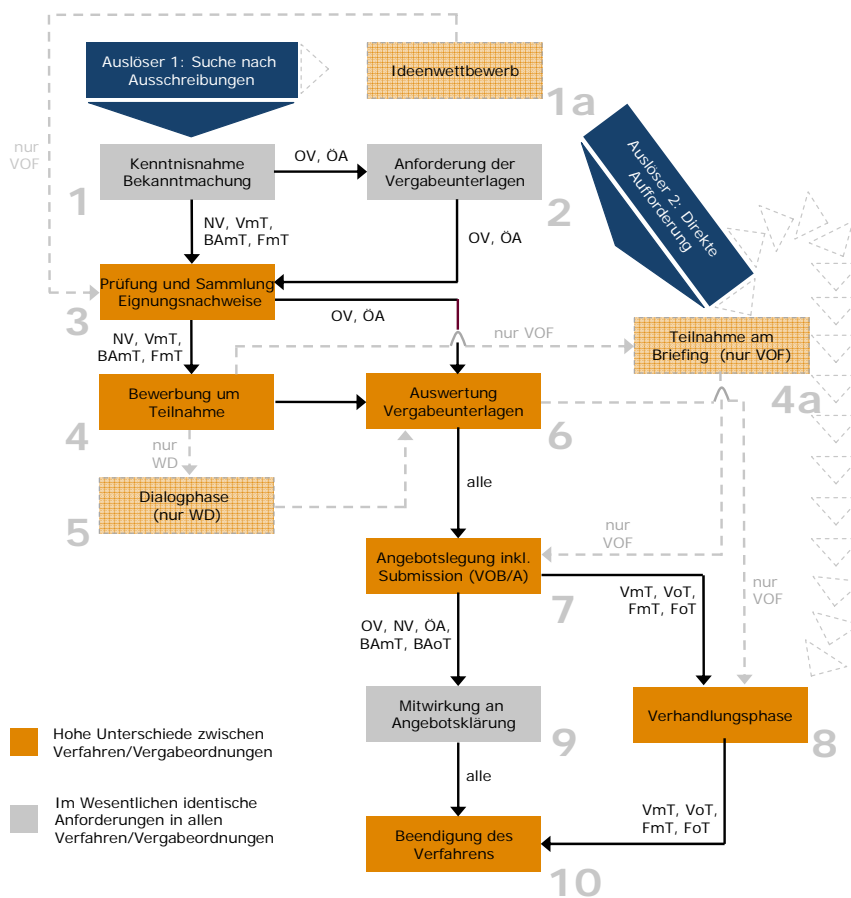 Auslöser 1: Suche nach
Ausschreibungen
Ideenwettbewerb
1a
nur
VOF
Kenntnisnahme
Bekanntmachung
1
OV, ÖA
Anforderung der
Vergabeunterlagen
2
Auslöser 2: Direkte
Aufforderung
NV, VmT,
BAmT, FmT
OV, ÖA
Prüfung und Sammlung
Eignungsnachweise
3
OV, ÖA
NV, VmT,
BAmT, FmT
nur VOF
Teilnahme am
Briefing (nur VOF)
4a
Bewerbung um
Teilnahme
4
Auswertung
Vergabeunterlagen
6
nur
WD
alle
Dialogphase
(nur WD)
5
nur
VOF
Angebotslegung inkl.
Submission (VOB/A)
7
VmT, VoT,
FmT, FoT
nur
VOF
OV, NV, ÖA,
BAmT, BAoT
Mitwirkung an
Angebotsklärung
9
Verhandlungsphase
8
Hohe Unterschiede zwischen
Verfahren/Vergabeordnungen
alle
Im Wesentlichen identische
Anforderungen in allen
Verfahren/Vergabeordnungen
VmT, VoT,
FmT, FoT
Beendigung des
Verfahrens
10